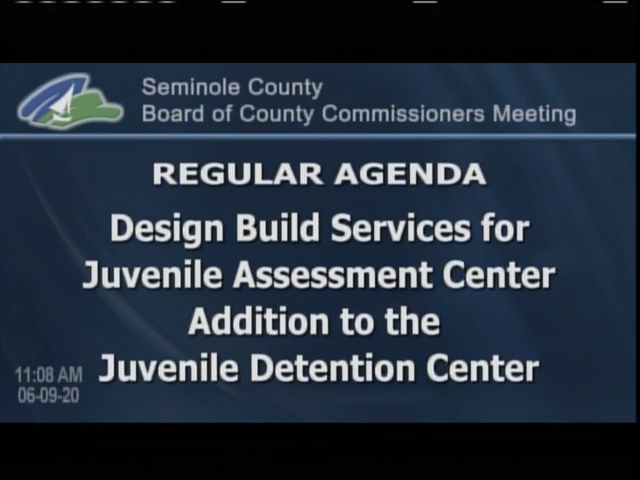 Seminole County
Board of County Commissioners Meeting
REGULAR AGENDA
Design Build Services for
Juvenile Assessment Center
Addition to the
Juvenile Detention Center
11:08 AM
06-09-20